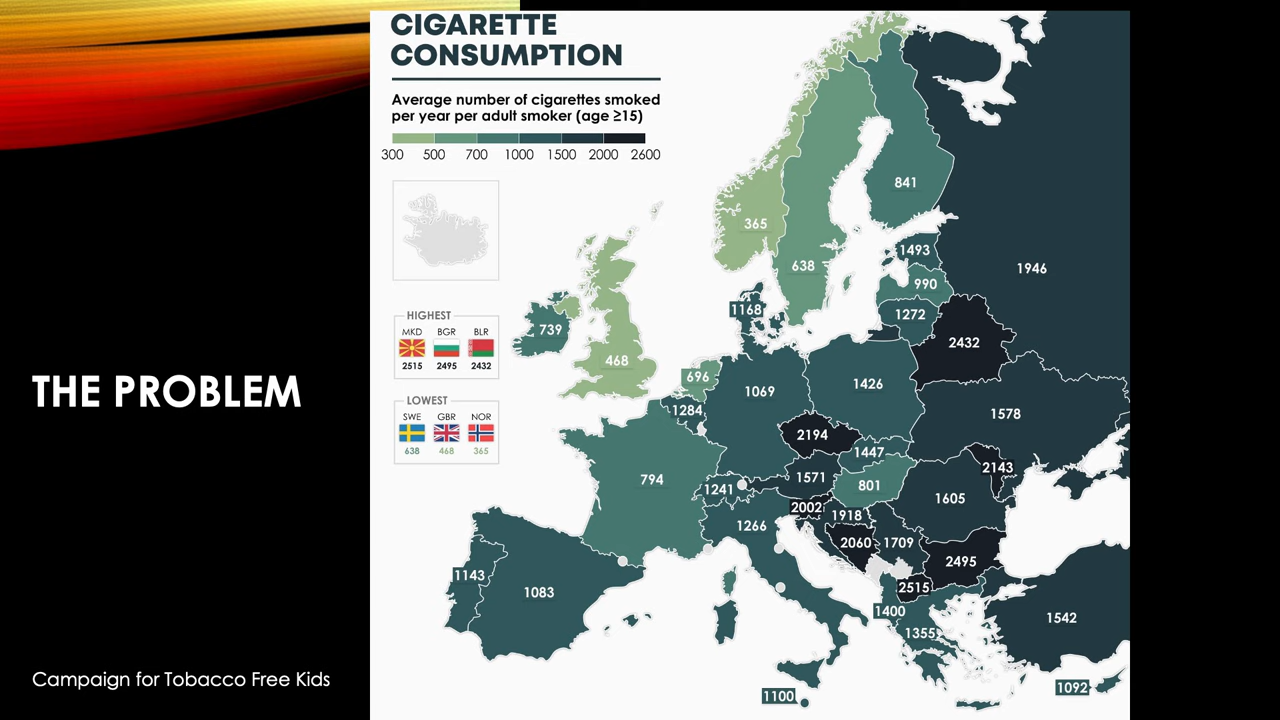 CIGARETTE
CONSUMPTION
Average number of cigarettes smoked
per year per adult smoker (age ≥15)
300 500 700 1000 1500 2000 2600
HIGHEST
MKD BGR BLR
2515 2495 2432
LOWEST
SWE GBR NOR
638 468 365
THE PROBLEM
Campaign for Tobacco Free Kids
841
365
1493
638
1946
990
1168
1272
739
2432
468
696
1069
1426
1284
1578
2194
1447
2143
794
1241
1571
801
1605
2002
1918
1266
2060
1709
2495
1143
1083
2515
1400
1355
1542
1092
1100